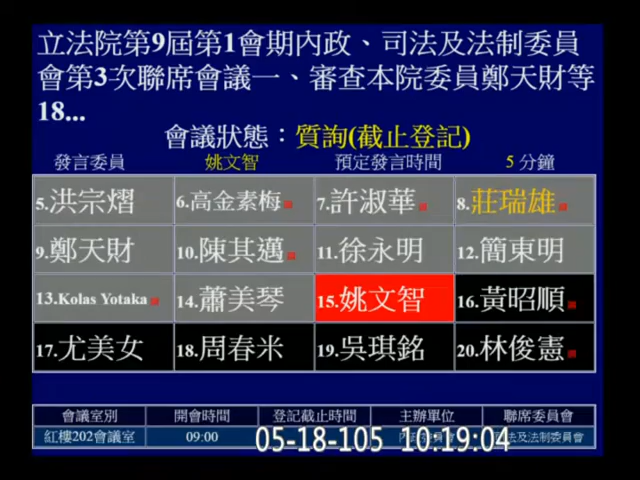 立法院第9屆第1會期內政、司法及法制委員
會第3次聯席會議一、審查本院委員鄭天財等
18...
會議狀態：質詢(截止登記)
發言委員 姚文智 預定發言時間 5 分鐘
5.洪宗熠 6.高金素梅 7.許淑華 8.莊瑞雄
9.鄭天財 10.陳其邁 11.徐永明 12.簡東明
13.Kolas Yotaka 14.蕭美琴 15.姚文智 16.黃昭順
17.尤美女 18.周春米 19.吳琪銘 20.林俊憲
會議室別 開會時間 登記截止時間 主辦單位 聯席委員會
紅樓202會議室 09:00 及法制委員會
05-18-105 10:19:04